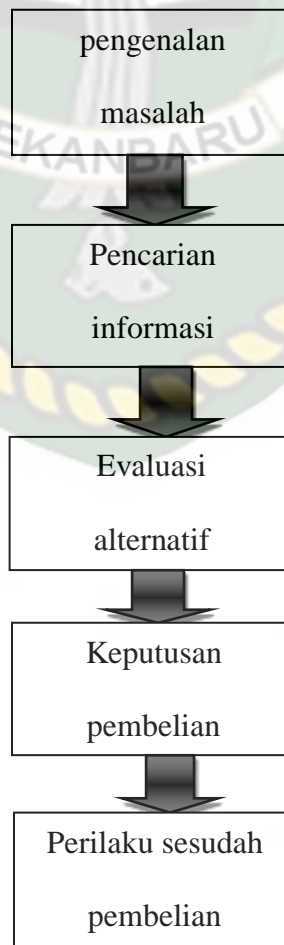 pengenalan
masalah
EKANBARU
Pencarian
informasi
Evaluasi
alternatif
Keputusan
pembelian
Perilaku sesudah
pembelian